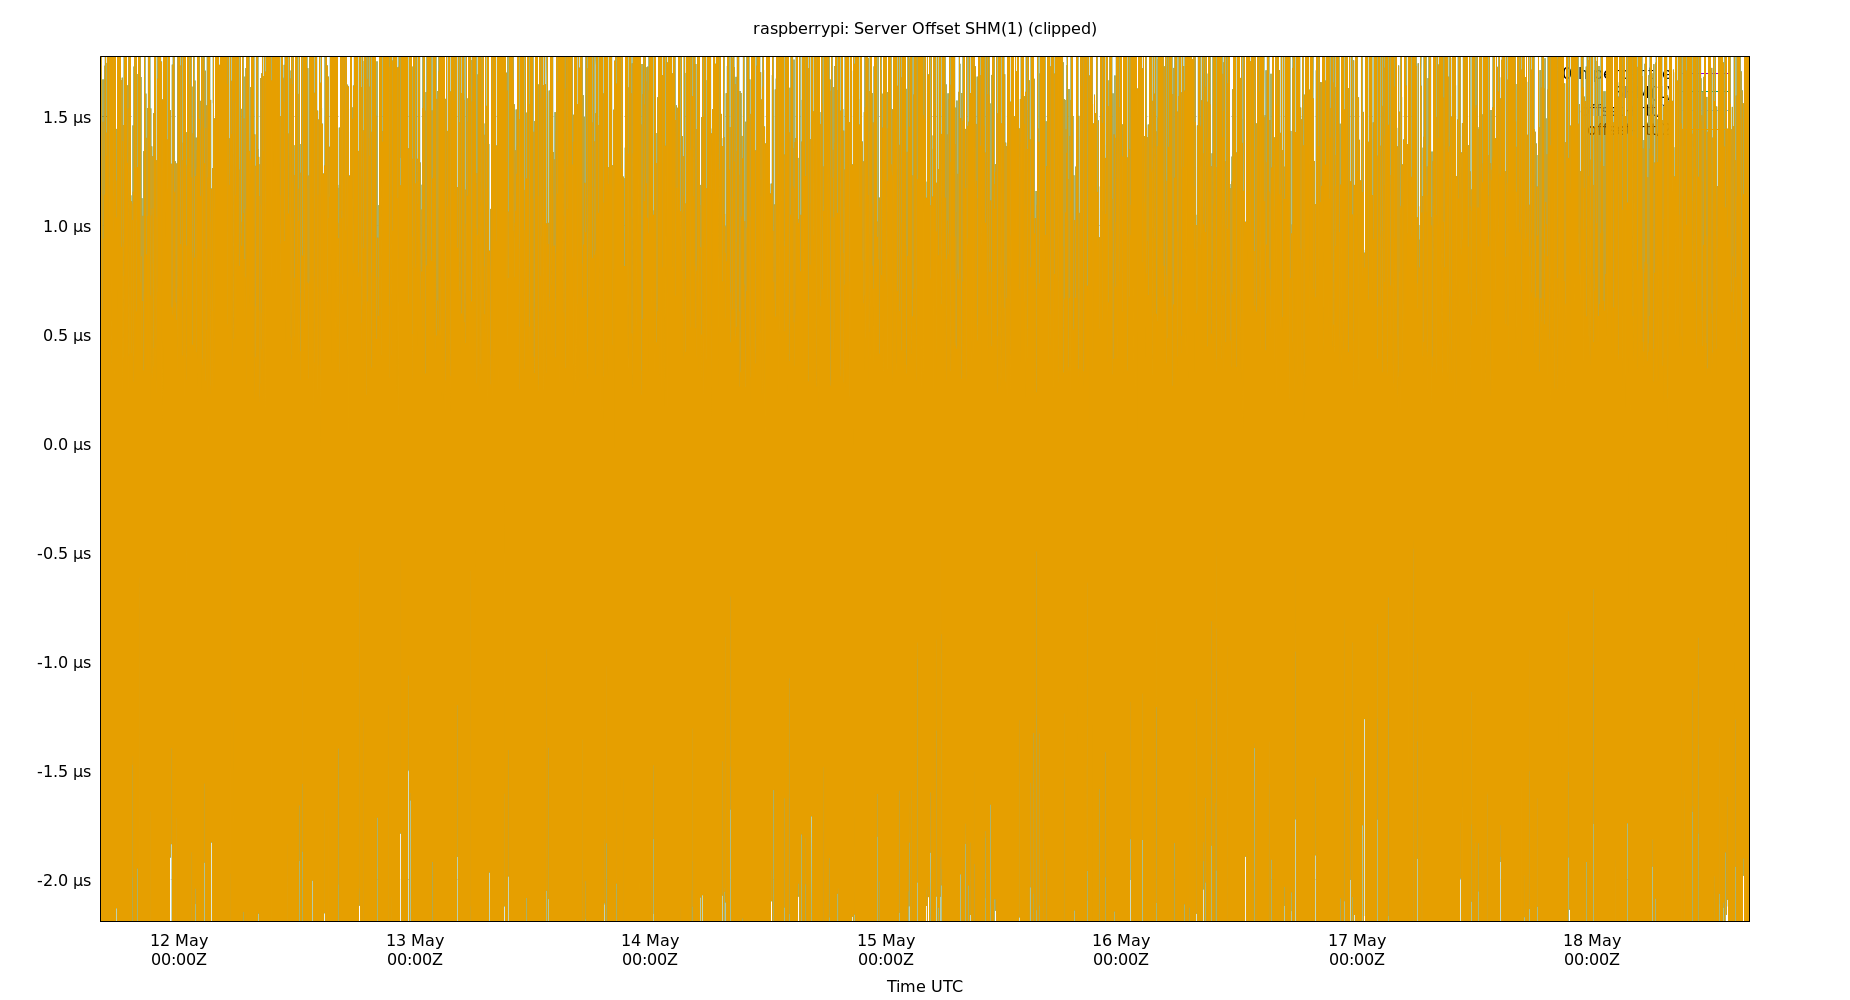 raspberrypi: Server Offset SHM(1) (clipped)
1.5 µs
1.0 µs
0.5 µs
0.0 µs
-0.5 µs
-1.0 µs
-1.5 µs
-2.0 µs
12 May 13 May 14 May 15 May 16 May 17 May 18 May
00:00Z 00:00Z 00:00Z 00:00Z 00:00Z 00:00Z 00:00Z
Time UTC